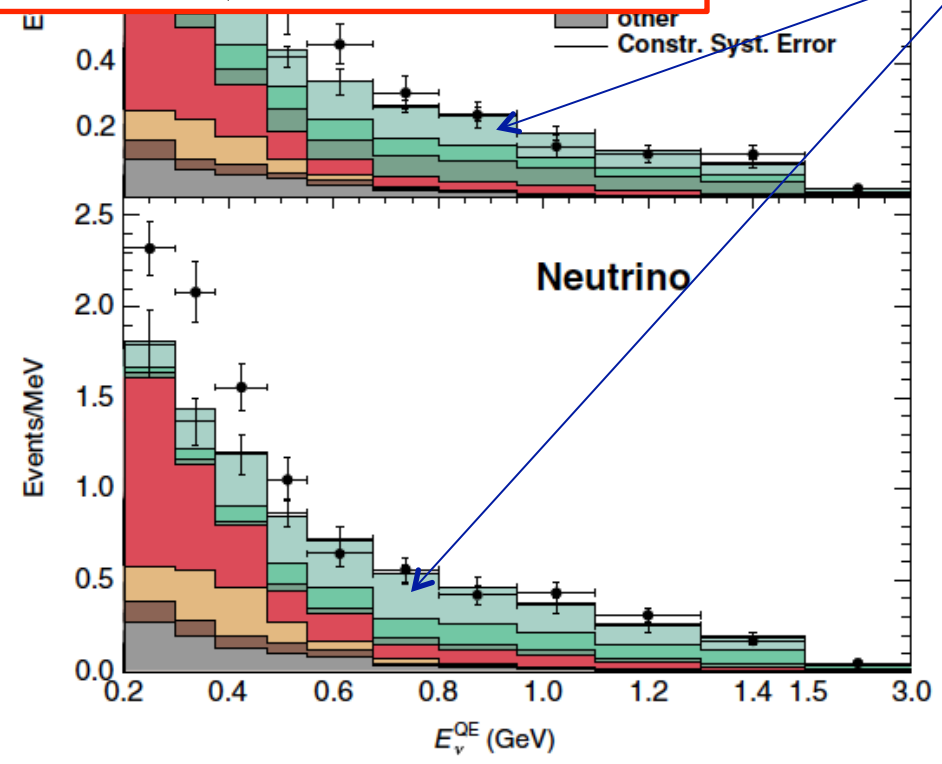 other
0.4
Constr. Syst. Error
0.2
2.5
Neutrino
2.0
Events/MeV
1.5
1.0
0.5
0.0
0.2 0.4 0.6 0.8 1.0 1.2 1.4 1.5 3.0
E_ν^QE (GeV)